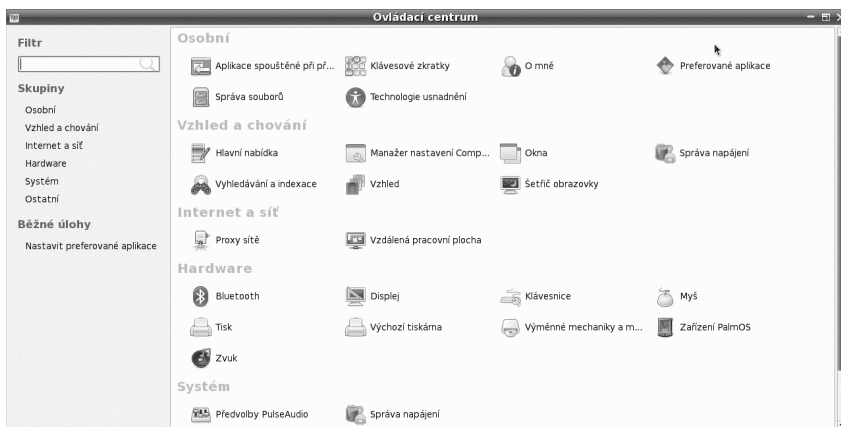 Ovládací centrum
Filtr
Skupiny
Osobní
Vzhled a chování
Internet a síť
Hardware
Systém
Ostatní
Běžné úlohy
Nastavit preferované aplikace
Osobní
Aplikace spouštěné při př... Klávesové zkratky O mně Preferované aplikace
Správa souborů Technologie usnadnění
Vzhled a chování
Hlavní nabídka Manažer nastavení Comp... Okna Správa napájení
Vyhledávání a indexace Vzhled Šetřič obrazovky
Internet a síť
Proxy sítě Vzdálená pracovní plocha
Hardware
Bluetooth Displej Klávesnice Myš
Tisk Výchozí tiskárna Výměnné mechaniky a m... Zařízení PalmOS
Zvuk
Systém
Předvolby PulseAudio Správa napájení